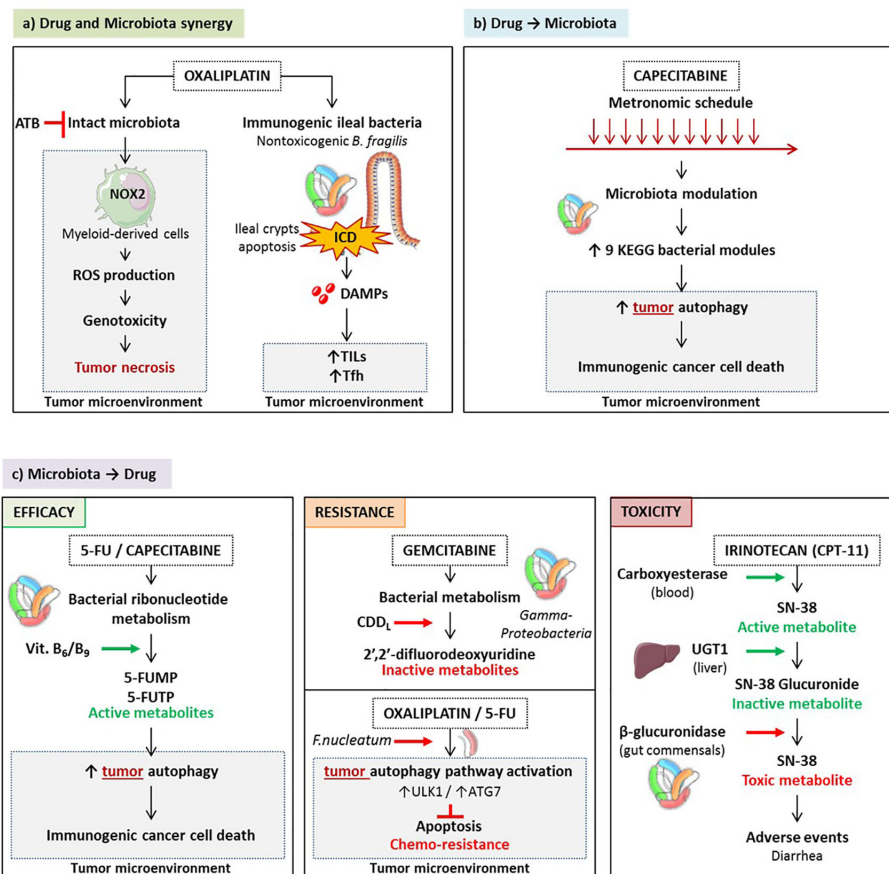 a) Drug and Microbiota synergy
OXALIPLATIN
ATB
Intact microbiota
NOX2
Myeloid-derived cells
ROS production
Genotoxicity
Tumor necrosis
Tumor microenvironment
Immunogenic ileal bacteria
Nontoxicogenic B. fragilis
Ileal crypts
apoptosis
ICD
DAMPs
↑TILs
↑Tfh
Tumor microenvironment
b) Drug → Microbiota
CAPECITABINE
Metronomic schedule
Microbiota modulation
↑ 9 KEGG bacterial modules
↑ tumor autophagy
Immunogenic cancer cell death
Tumor microenvironment
c) Microbiota → Drug
EFFICACY
5-FU / CAPECITABINE
Bacterial ribonucleotide
metabolism
Vit. B6/B9
5-FUMP
5-FUTP
Active metabolites
↑ tumor autophagy
Immunogenic cancer cell death
Tumor microenvironment
RESISTANCE
GEMCITABINE
Bacterial metabolism
Gamma-
Proteobacteria
CDDL
2’,2’-difluorodeoxyuridine
Inactive metabolites
OXALIPLATIN / 5-FU
F.nucleatum
tumor autophagy pathway activation
↑ULK1 / ↑ATG7
Apoptosis
Chemo-resistance
Tumor microenvironment
TOXICITY
IRINOTECAN (CPT-11)
Carboxyesterase
(blood)
SN-38
Active metabolite
UGT1
(liver)
SN-38 Glucuronide
Inactive metabolite
β-glucuronidase
(gut commensals)
SN-38
Toxic metabolite
Adverse events
Diarrhea